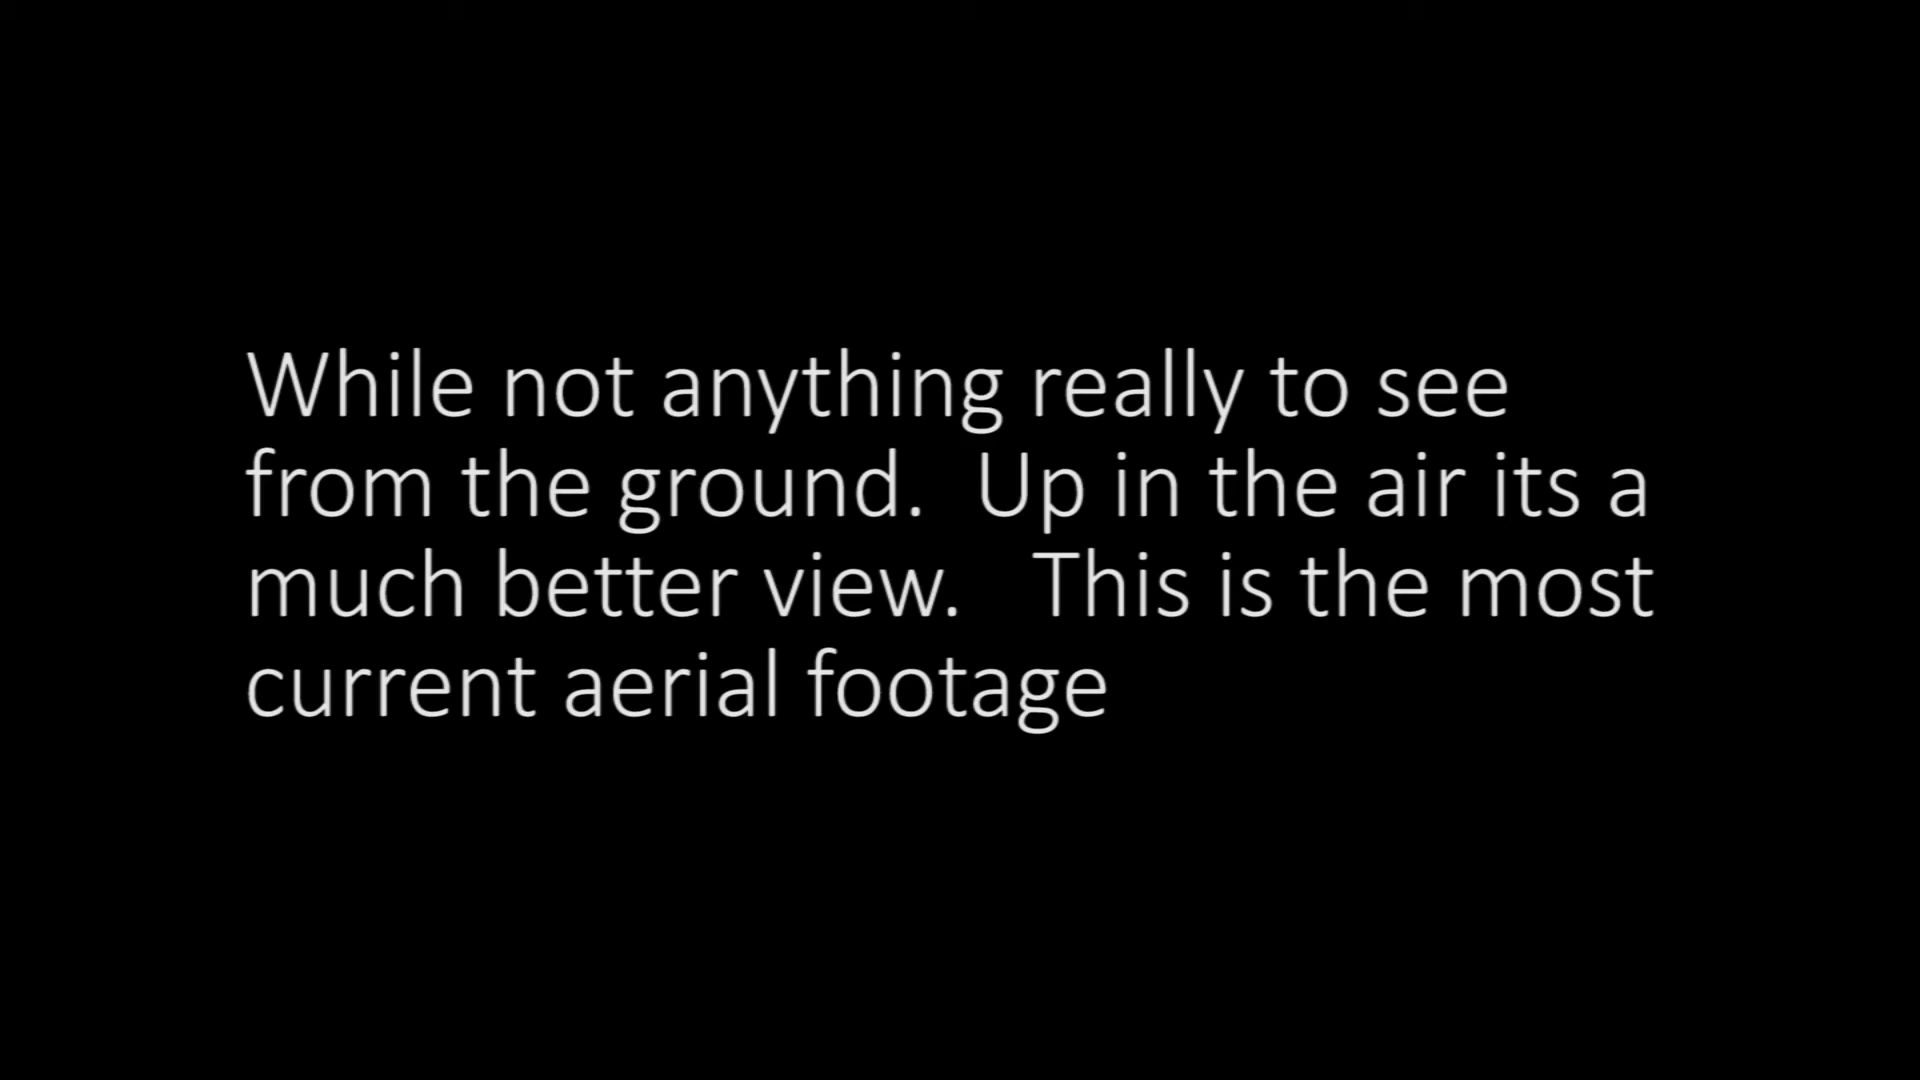 While not anything really to see
from the ground.  Up in the air its a
much better view.   This is the most
current aerial footage